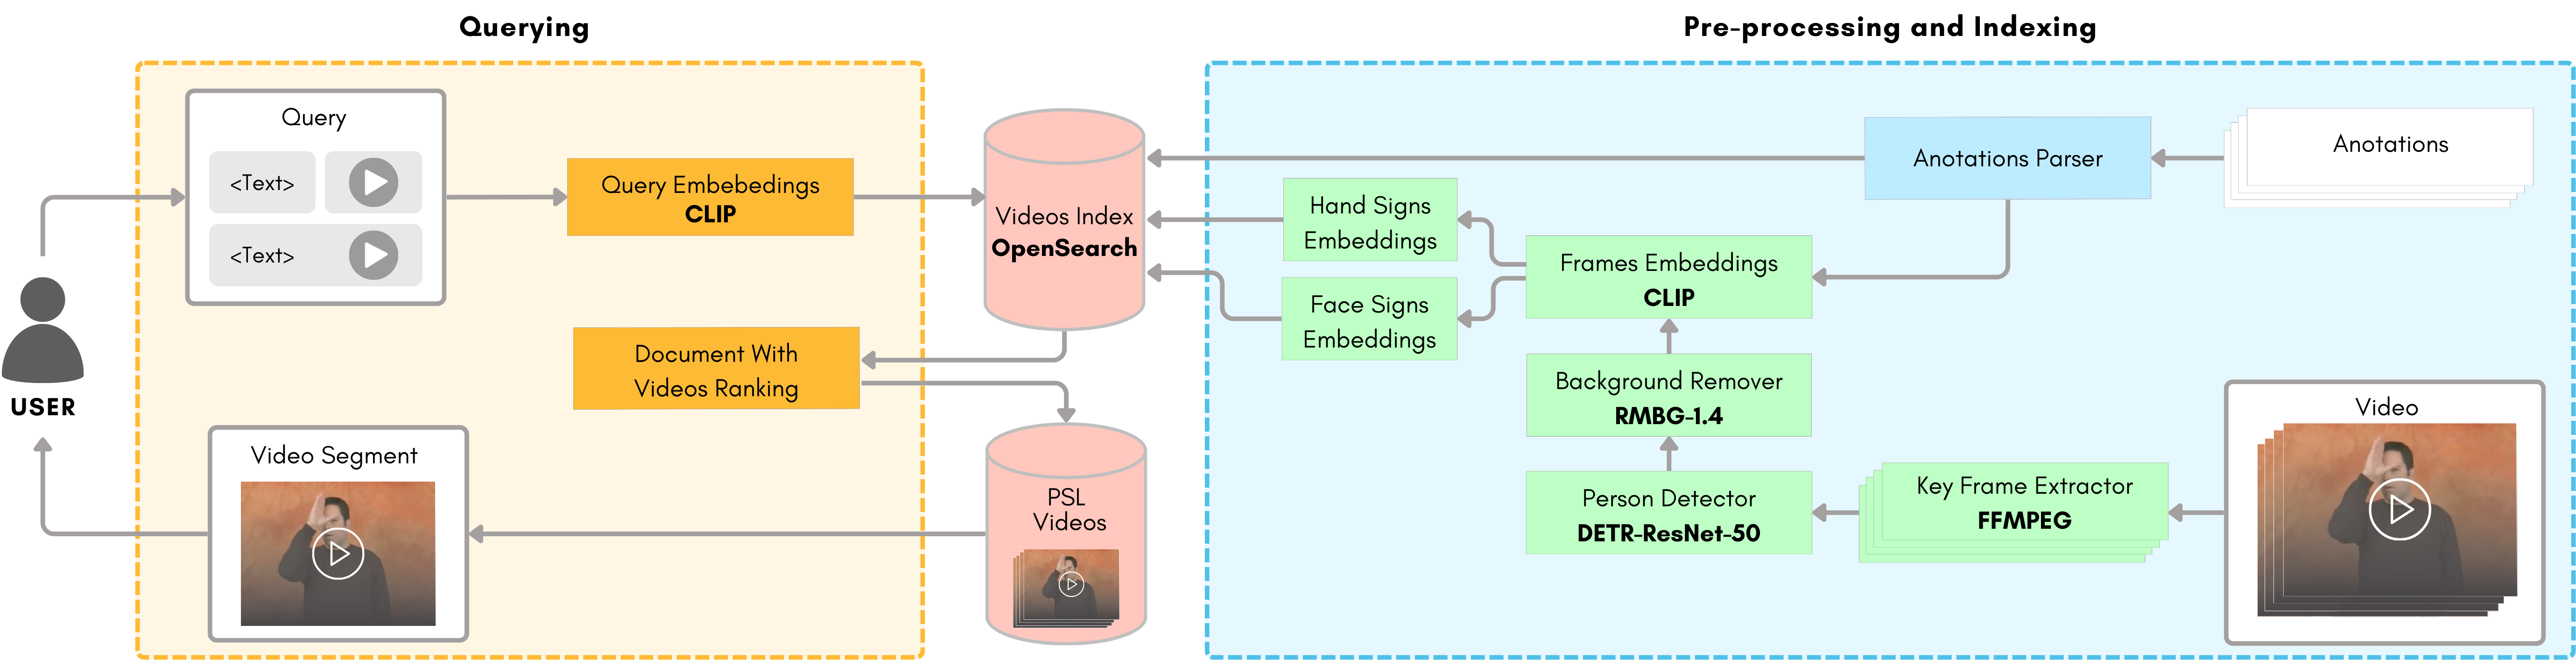 Querying
Pre-processing and Indexing
Query
<Text>
<Text>
Query Embebedings
CLIP
Videos Index
OpenSearch
Document With
Videos Ranking
USER
Video Segment
PSL
Videos
Anotations Parser
Anotations
Hand Signs
Embeddings
Face Signs
Embeddings
Frames Embeddings
CLIP
Background Remover
RMBG-1.4
Person Detector
DETR-ResNet-50
Key Frame Extractor
FFMPEG
Video